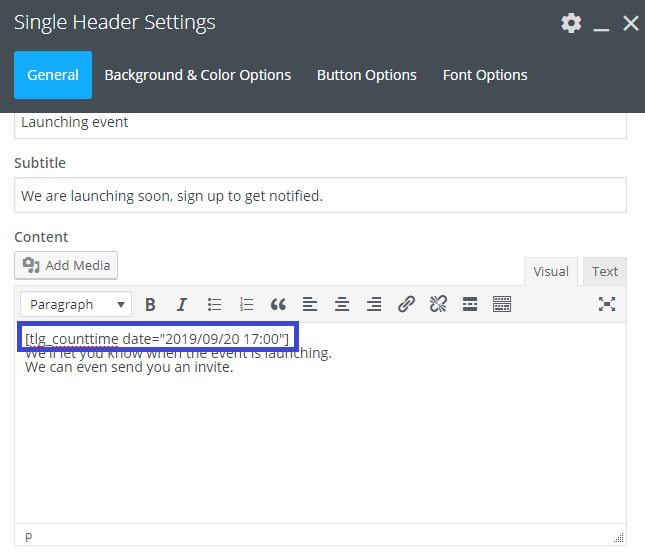 Single Header Settings
General Background & Color Options Button Options Font Options
Launching event
Subtitle
We are launching soon, sign up to get notified.
Content
Add Media
Visual Text
Paragraph
[tlg_counttime date="2019/09/20 17:00"]
We'll let you know when the event is launching.
We can even send you an invite.
p